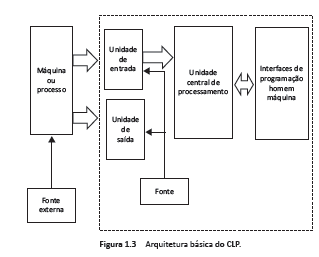 Máquina
ou
processo
Unidade
de
entrada
Unidade
de
saída
Unidade
central de
processamento
Interfaces de
programação
homem
máquina
Fonte
externa
Fonte
Figura 1.3 Arquitetura básica do CLP.